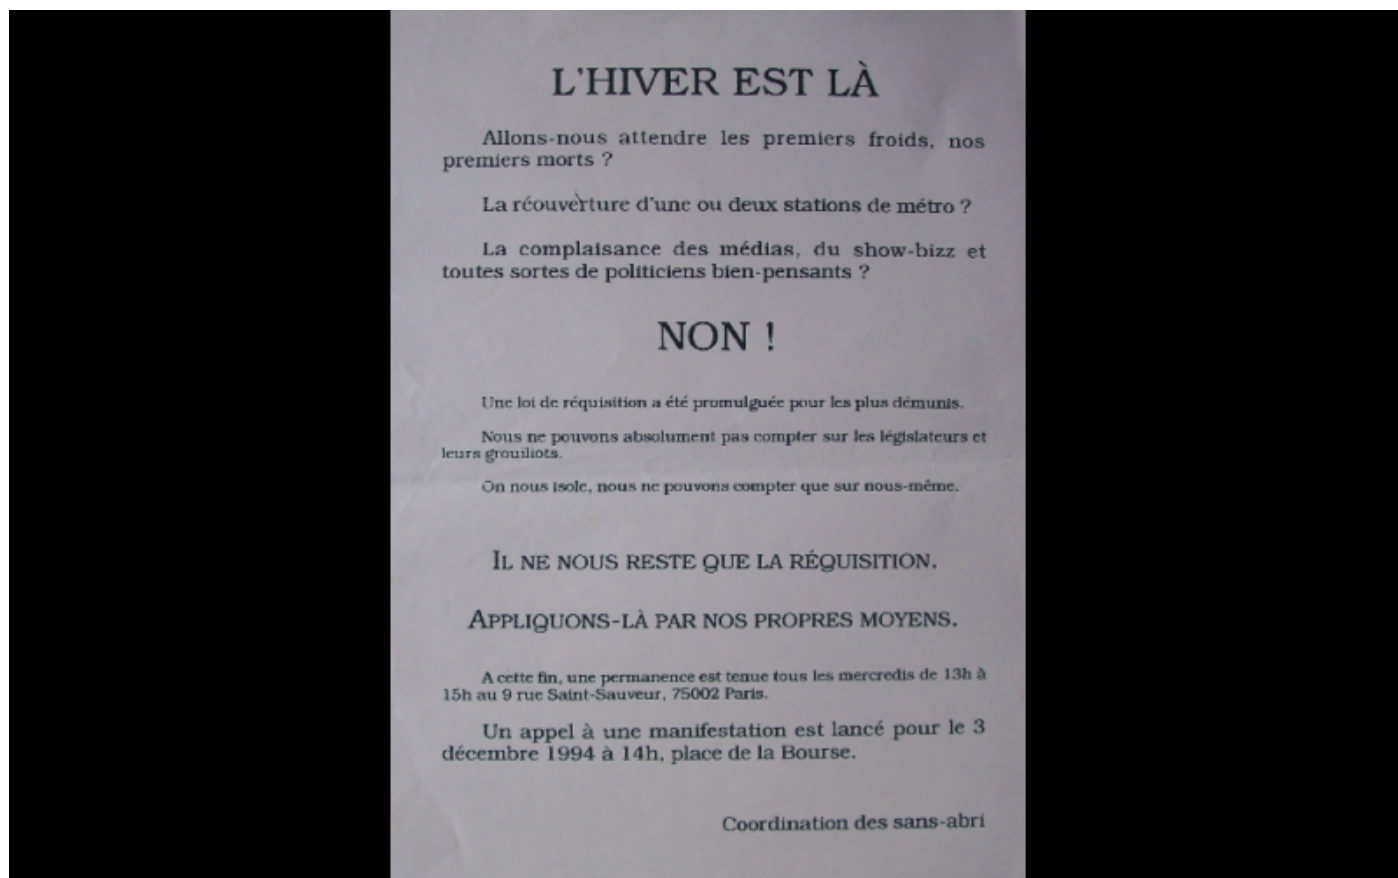 L'HIVER EST LÀ
Allons-nous attendre les premiers froids, nos
premiers morts ?
La réouverture d'une ou deux stations de métro ?
La complaisance des médias, du show-bizz et
toutes sortes de politiciens bien-pensants ?
NON !
Une loi de réquisition a été promulguée pour les plus démunis.
Nous ne pouvons absolument pas compter sur les législateurs et
leurs grouillots.
On nous isole, nous ne pouvons compter que sur nous-même.
IL NE NOUS RESTE QUE LA RÉQUISITION.
APPLIQUONS-LÀ PAR NOS PROPRES MOYENS.
A cette fin, une permanence est tenue tous les mercredis de 13h à
15h au 9 rue Saint-Sauveur, 75002 Paris.
Un appel à une manifestation est lancé pour le 3
décembre 1994 à 14h, place de la Bourse.
Coordination des sans-abri